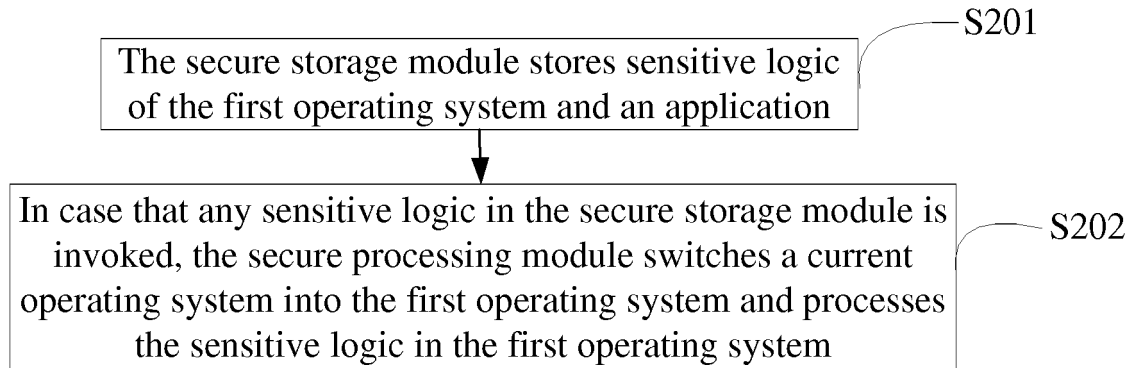 S201
The secure storage module stores sensitive logic
of the first operating system and an application
In case that any sensitive logic in the secure storage module is
invoked, the secure processing module switches a current
operating system into the first operating system and processes
the sensitive logic in the first operating system
S202